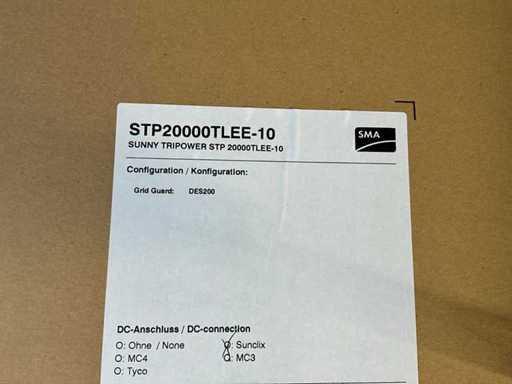 STP20000TLEE-10
SMA
SUNNY TRIPOWER STP 20000TLEE-10
Configuration / Konfiguration:
Grid Guard: DES200
DC-Anschluss / DC-connection
O: Ohne / None O: Sunclix
O: MC4 O: MC3
O: Tyco